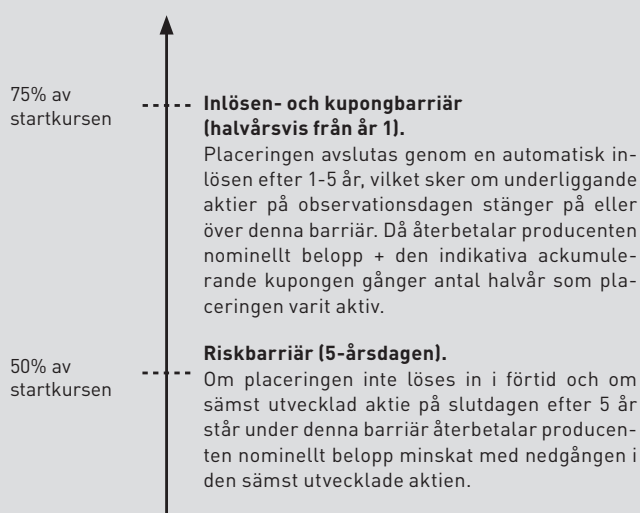 75% av
startkursen
Inlösen- och kupongbarriär
(halvårsvis från år 1).
Placeringen avslutas genom en automatisk in-
lösen efter 1-5 år, vilket sker om underliggande
aktier på observationsdagen stänger på eller
över denna barriär. Då återbetalar producenten
nominellt belopp + den indikativa ackumule-
rande kupongen gånger antal halvår som pla-
ceringen varit aktiv.
50% av
startkursen
Riskbarriär (5-årsdagen).
Om placeringen inte löses in i förtid och om
sämst utvecklad aktie på slutdagen efter 5 år
står under denna barriär återbetalar producen-
ten nominellt belopp minskat med nedgången i
den sämst utvecklade aktien.